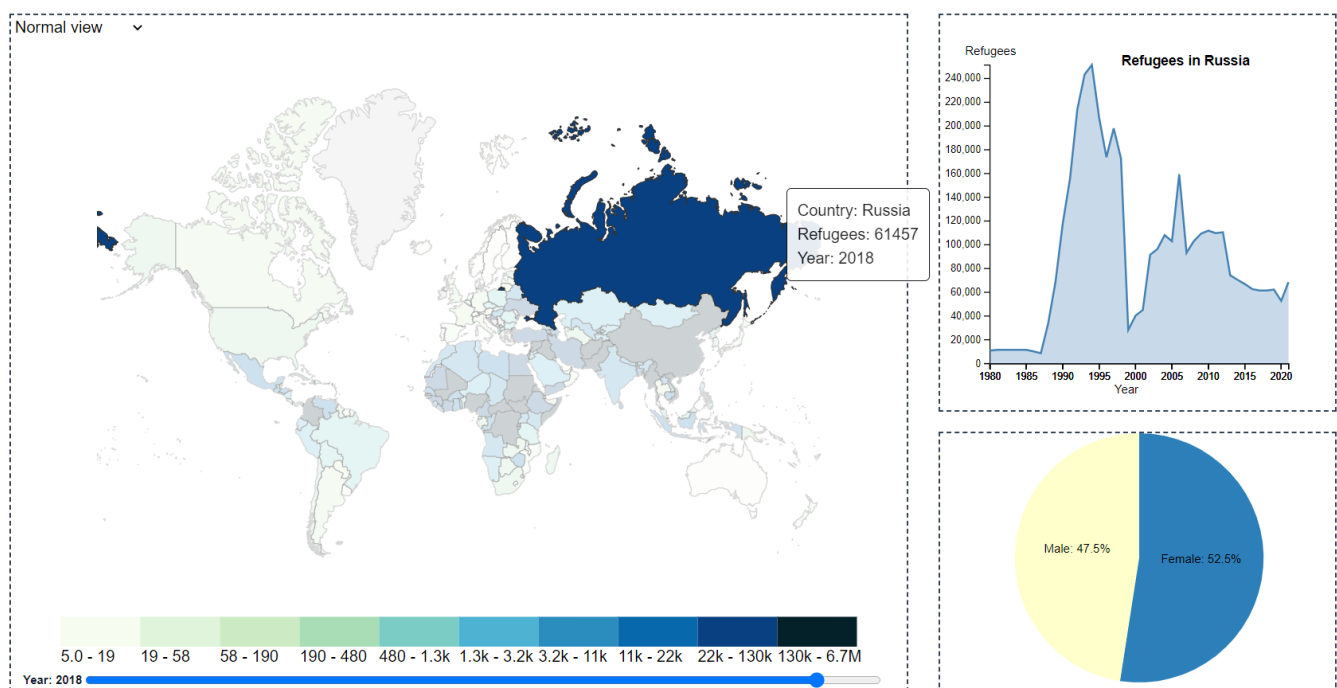 Normal view
Country: Russia
Refugees: 61457
Year: 2018
5.0 - 19 19 - 58 58 - 190 190 - 480 480 - 1.3k 1.3k - 3.2k 3.2k - 11k 11k - 22k 22k - 130k 130k - 6.7M
Year: 2018
Refugees
Refugees in Russia
240,000
220,000
200,000
180,000
160,000
140,000
120,000
100,000
80,000
60,000
40,000
20,000
0
1980 1985 1990 1995 2000 2005 2010 2015 2020
Year
Male: 47.5%
Female: 52.5%